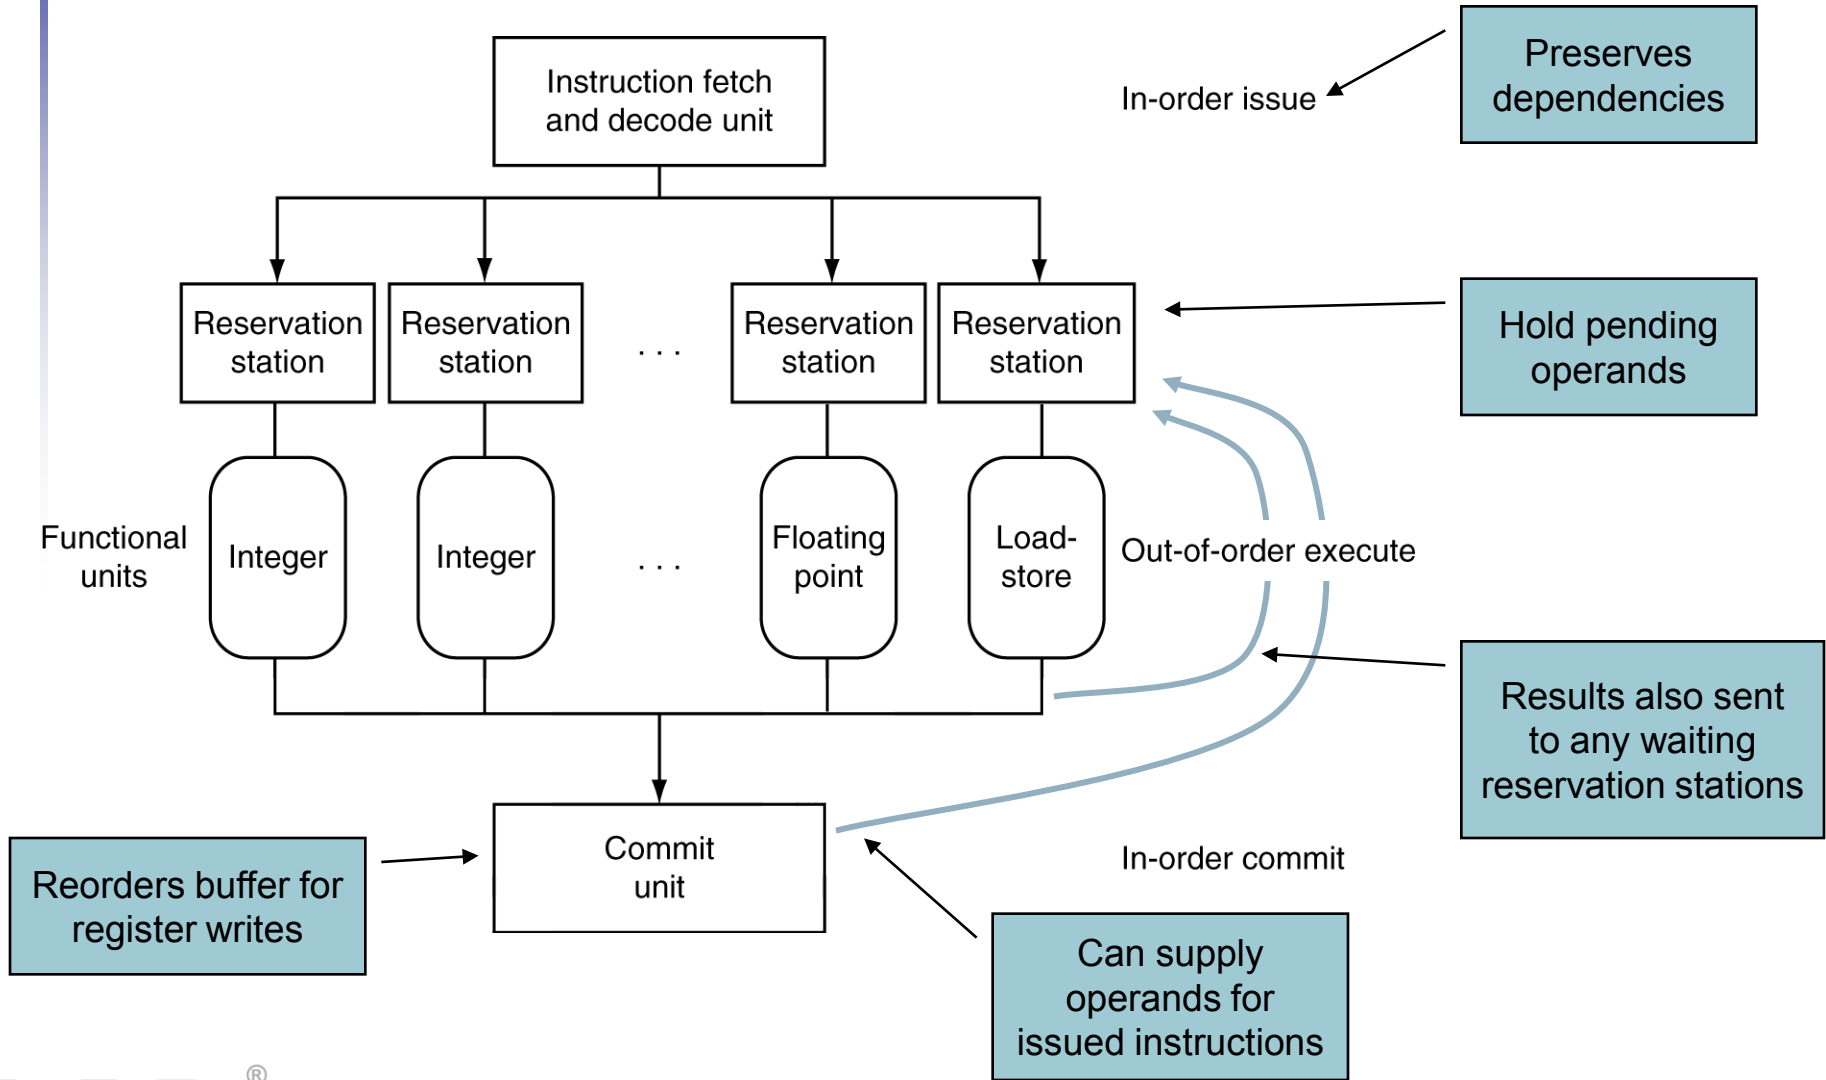 Instruction fetch
and decode unit
In-order issue
Preserves
dependencies
Reservation
station
Reservation
station
. . .
Reservation
station
Reservation
station
Hold pending
operands
Functional
units
Integer
Integer
. . .
Floating
point
Load-
store
Out-of-order execute
Results also sent
to any waiting
reservation stations
Commit
unit
In-order commit
Reorders buffer for
register writes
Can supply
operands for
issued instructions
®